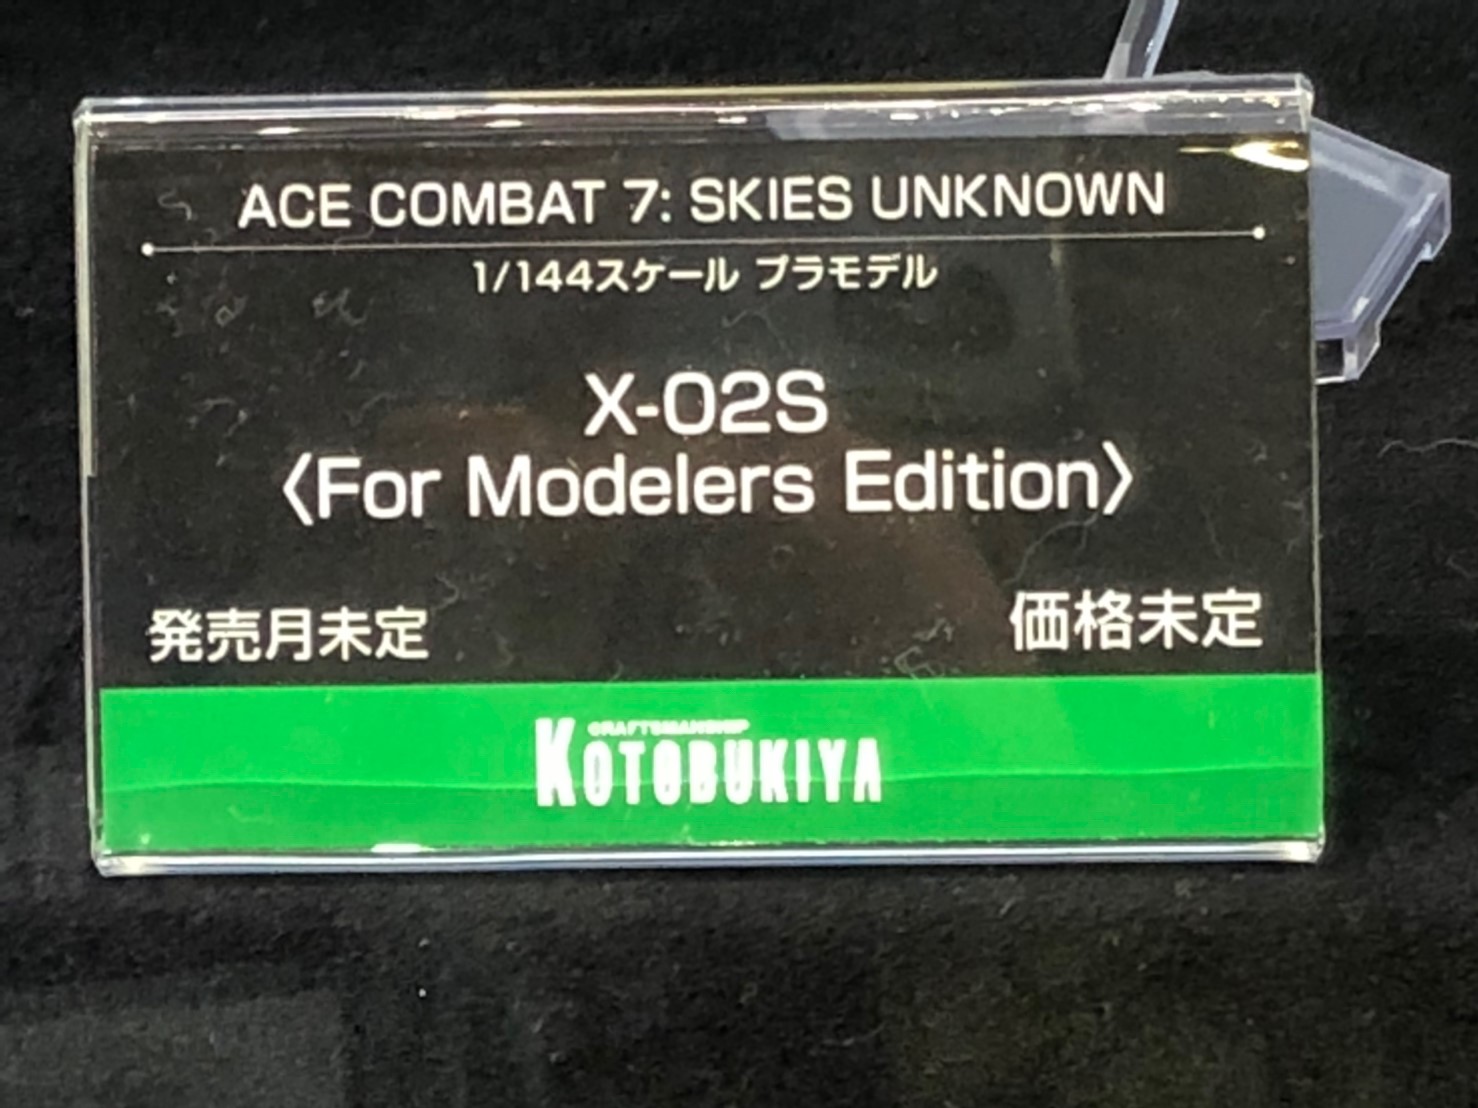 ACE COMBAT 7: SKIES UNKNOWN
1/144スケール プラモデル
X-02S
〈For Modelers Edition〉
発売月未定
価格未定
CRAFTSMANSHIP
KOTOBUKIYA